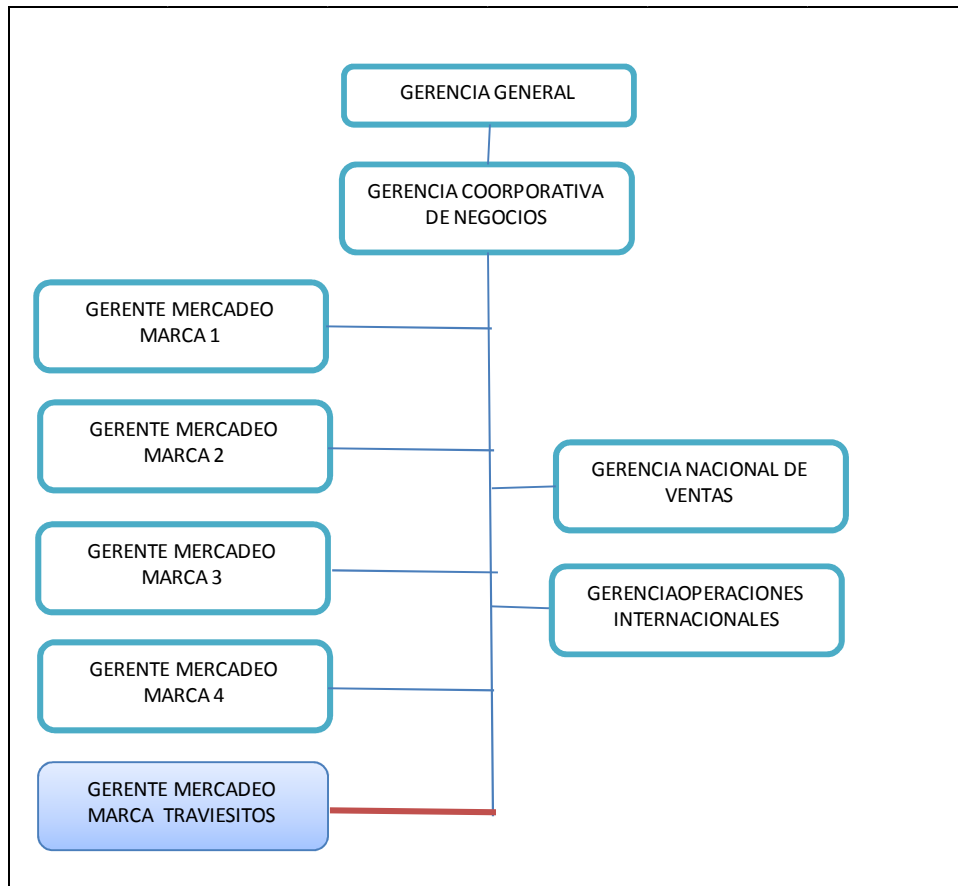 GERENCIA GENERAL
GERENCIA COORPORATIVA
DE NEGOCIOS
GERENTE MERCADEO
MARCA 1
GERENTE MERCADEO
MARCA 2
GERENCIA NACIONAL DE
VENTAS
GERENTE MERCADEO
MARCA 3
GERENCIAOPERACIONES
INTERNACIONALES
GERENTE MERCADEO
MARCA 4
GERENTE MERCADEO
MARCA TRAVIESITOS